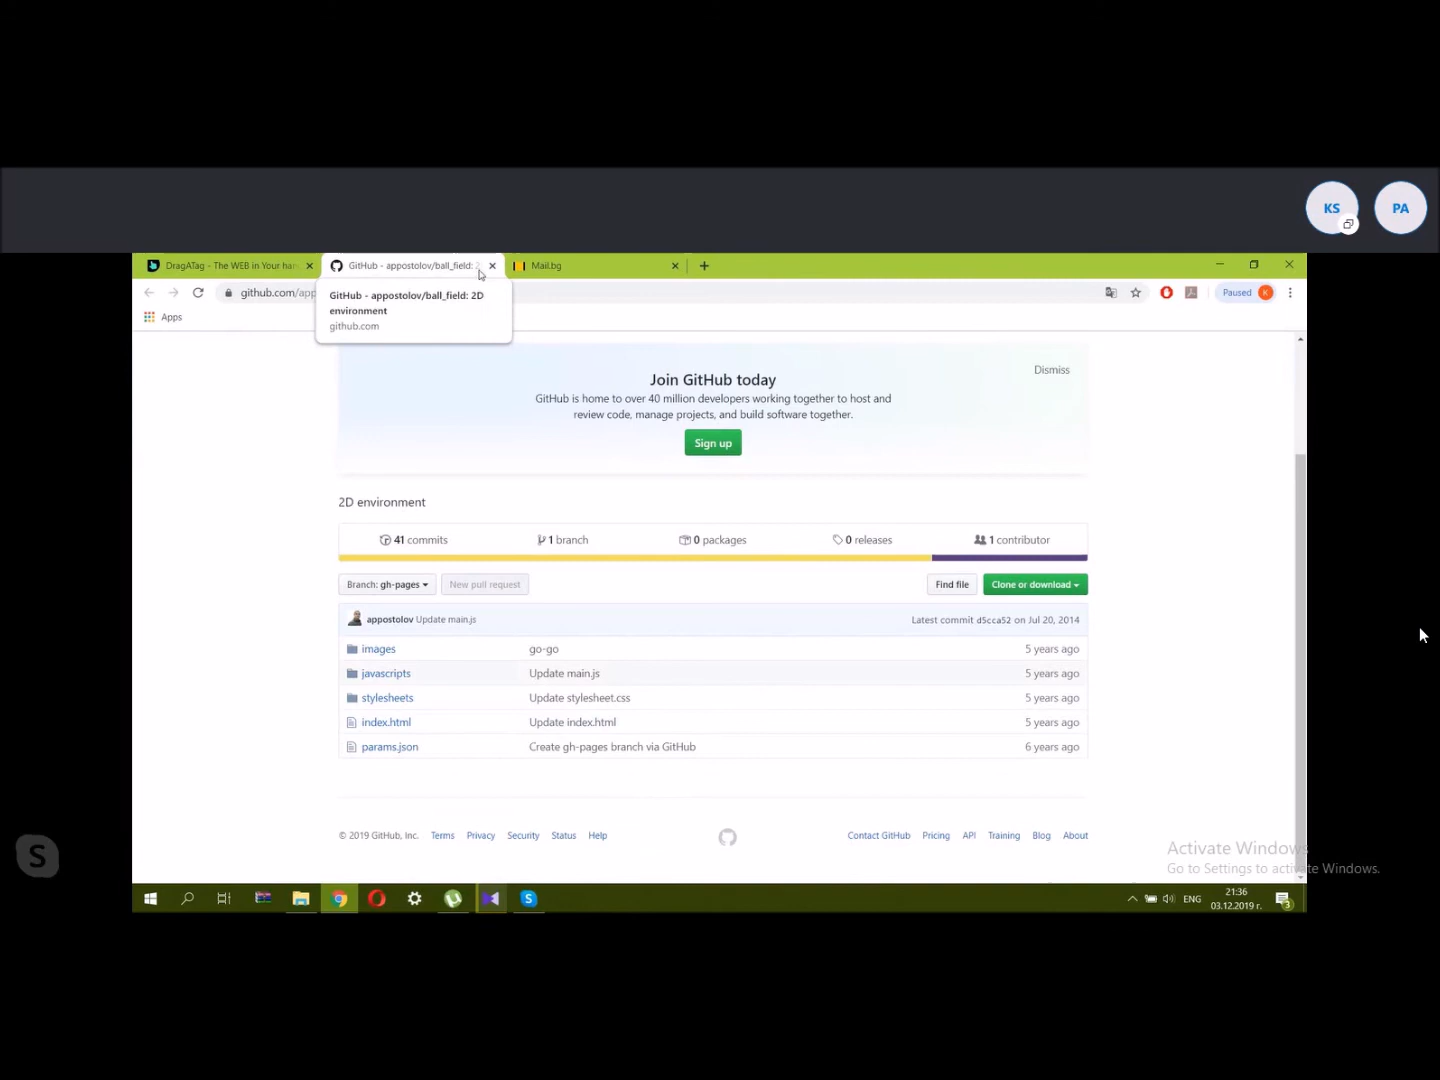 KS
PA
DragATag - The WEB in Your han
GitHub - appostolov/ball_field: 2
Mail.bg
github.com/app
Paused
K
Apps
GitHub - appostolov/ball_field: 2D
environment
github.com
Join GitHub today
Dismiss
GitHub is home to over 40 million developers working together to host and
review code, manage projects, and build software together.
Sign up
2D environment
41 commits
1 branch
0 packages
0 releases
1 contributor
Branch: gh-pages
New pull request
Find file
Clone or download
appostolov Update main.js
Latest commit d5cca52 on Jul 20, 2014
images
go-go
5 years ago
javascripts
Update main.js
5 years ago
stylesheets
Update stylesheet.css
5 years ago
index.html
Update index.html
5 years ago
params.json
Create gh-pages branch via GitHub
6 years ago
© 2019 GitHub, Inc.
Terms
Privacy
Security
Status
Help
Contact GitHub
Pricing
API
Training
Blog
About
Activate Windows
Go to Settings to activate Windows.
S
ENG
21:36
03.12.2019 г.
3